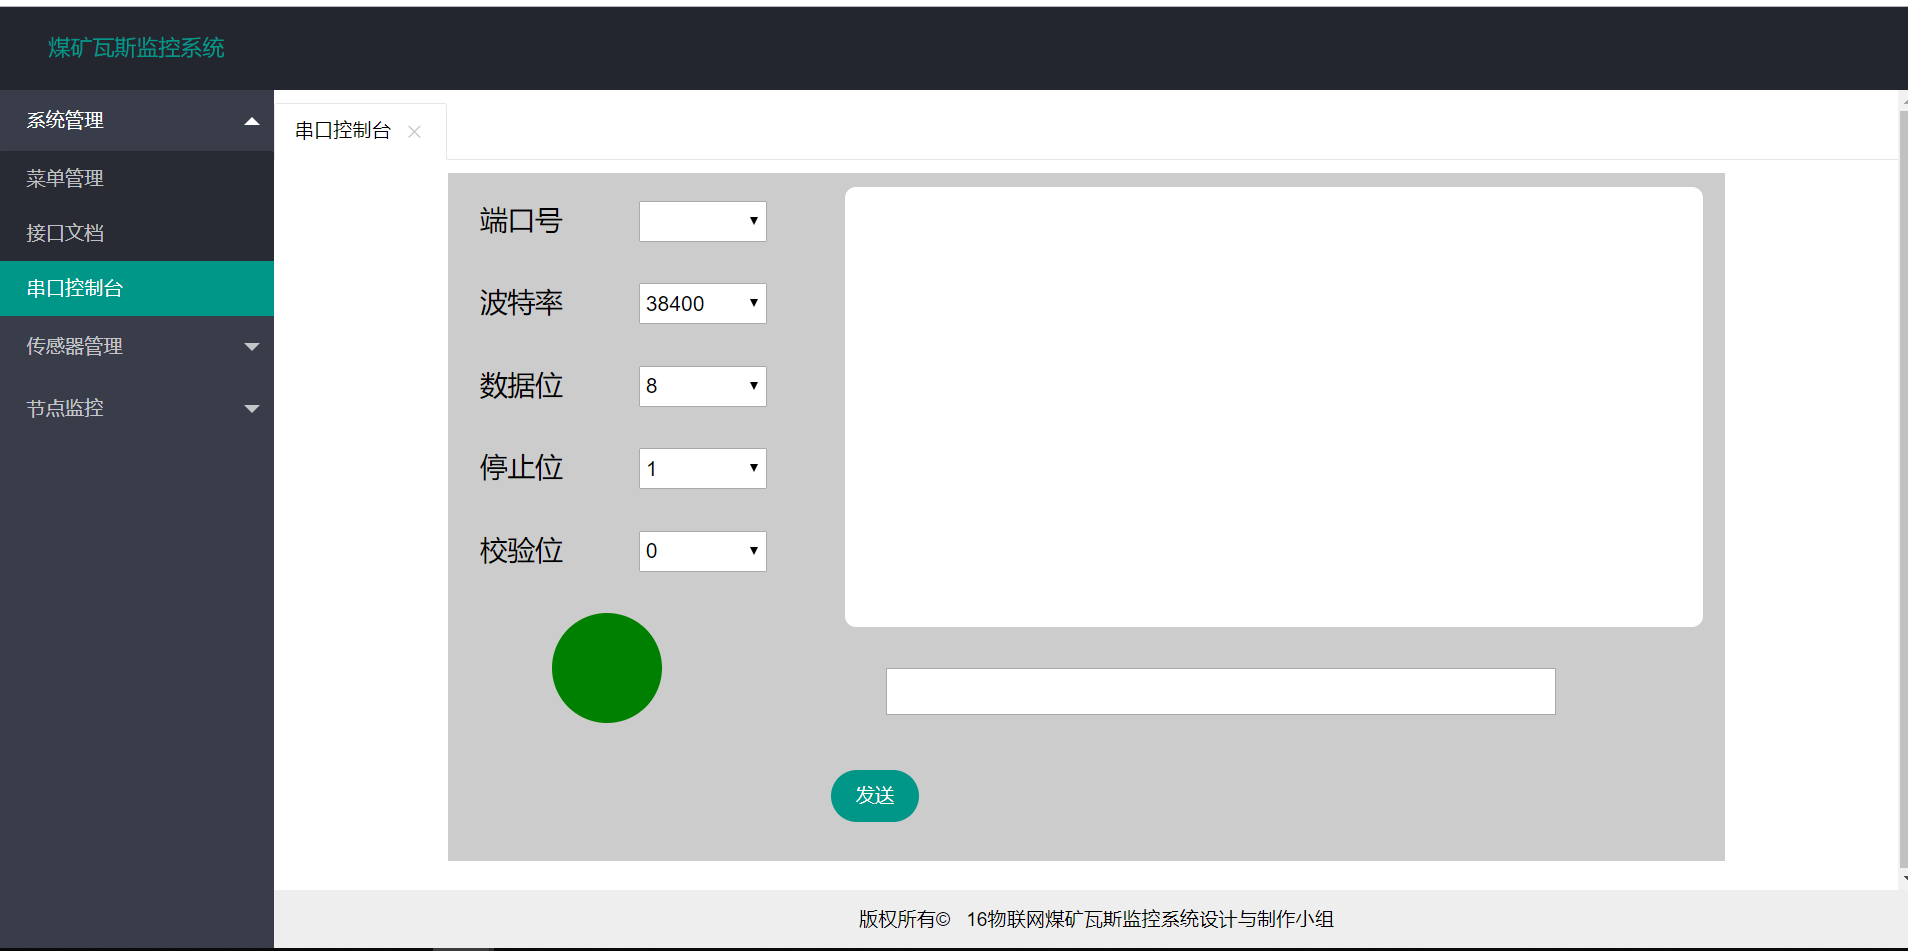 煤矿瓦斯监控系统
系统管理
菜单管理
接口文档
串口控制台
传感器管理
节点监控
串口控制台
端口号
波特率 38400
数据位 8
停止位 1
校验位 0
发送
版权所有© 16物联网煤矿瓦斯监控系统设计与制作小组